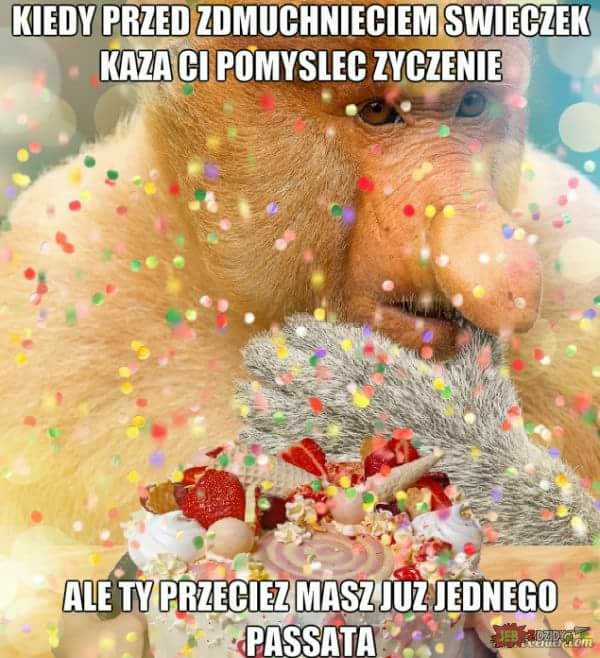 KIEDY PRZED ZDMUCHNIECIEM SWIECZEK
KAZA CI POMYSLEC ZYCZENIE
ALE TY PRZECIEZ MASZ JUZ JEDNEGO
PASSATA